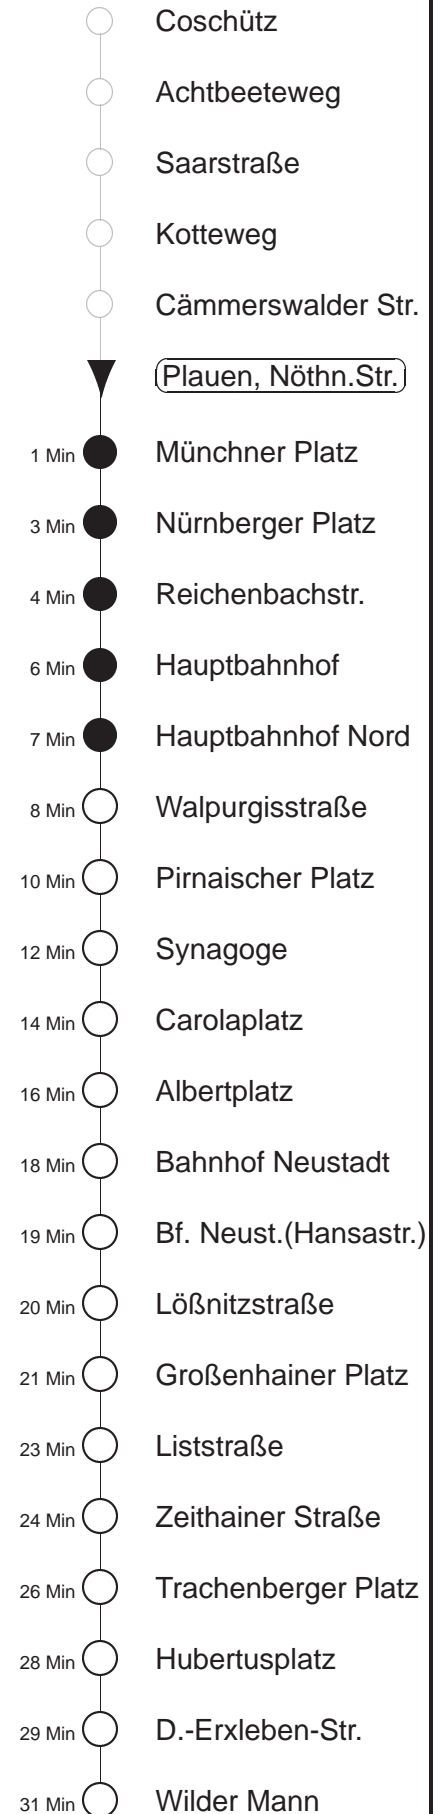 Coschütz
Achtbeeteweg
Saarstraße
Kotteweg
Cämmerswalder Str.
Plauen, Nöthn.Str.
1 Min Münchner Platz
3 Min Nürnberger Platz
4 Min Reichenbachstr.
6 Min Hauptbahnhof
7 Min Hauptbahnhof Nord
8 Min Walpurgisstraße
10 Min Pirnaischer Platz
12 Min Synagoge
14 Min Carolaplatz
16 Min Albertplatz
18 Min Bahnhof Neustadt
19 Min Bf. Neust.(Hansastr.)
20 Min Lößnitzstraße
21 Min Großenhainer Platz
23 Min Liststraße
24 Min Zeithainer Straße
26 Min Trachenberger Platz
28 Min Hubertusplatz
29 Min D.-Erxleben-Str.
31 Min Wilder Mann